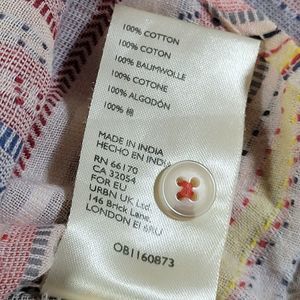 100% COTTON
100% COTON
100% BAUMWOLLE
100% COTONE
100% ALGODÓN
100% 棉
MADE IN INDIA
HECHO EN INDIA
RN 66170
CA 32054
FOR EU
URBN UK Ltd.
146 Brick Lane,
LONDON E1 6RU
OB1160873